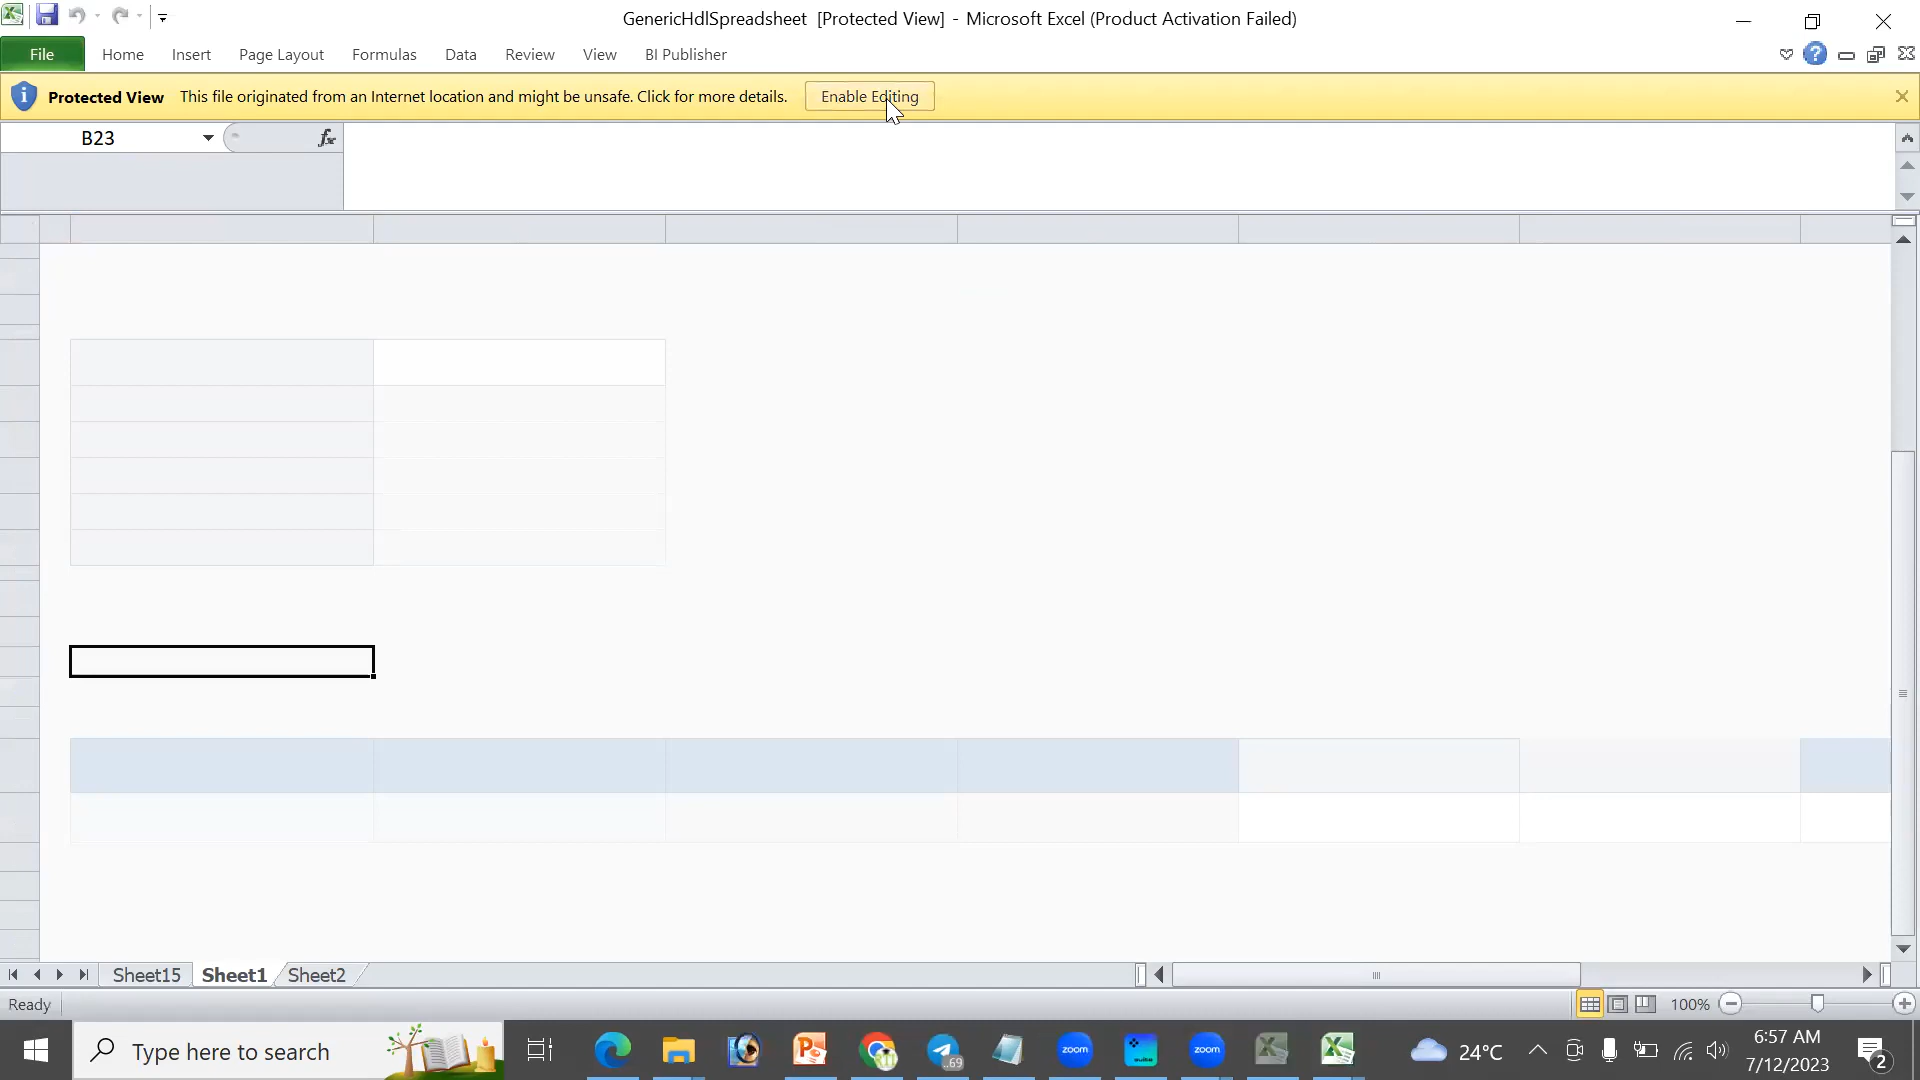 GenericHdlSpreadsheet [Protected View] - Microsoft Excel (Product Activation Failed)
File Home Insert Page Layout Formulas Data Review View BI Publisher
Protected View This file originated from an Internet location and might be unsafe. Click for more details. Enable Editing
B23 fx
Sheet15 Sheet1 Sheet2
Ready 100%
Type here to search
zoom
zoom
..69
24°C
6:57 AM
7/12/2023
2